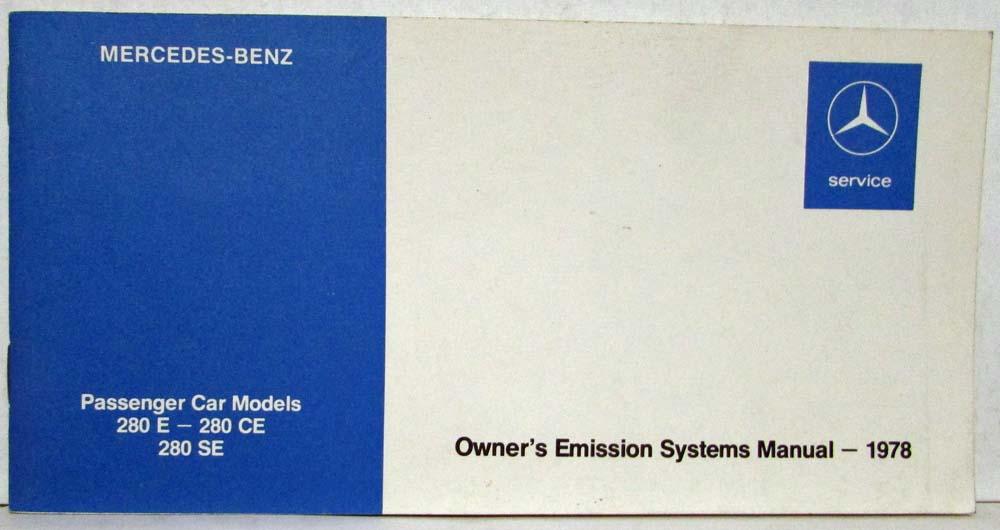 MERCEDES-BENZ
service
Passenger Car Models
280 E – 280 CE
280 SE
Owner's Emission Systems Manual – 1978